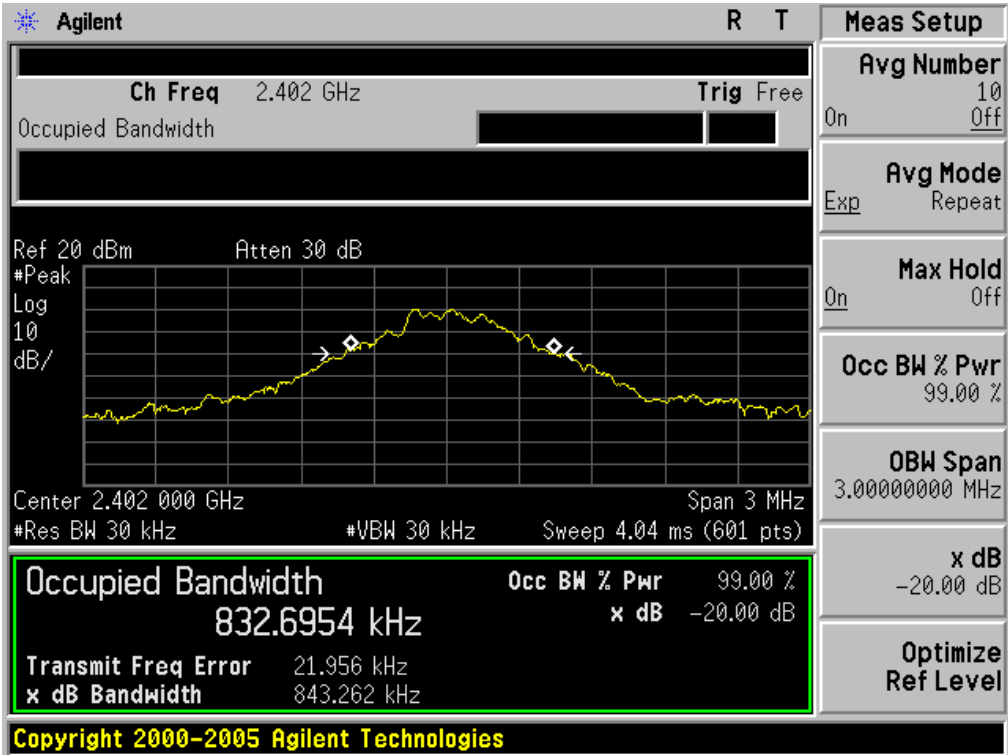 Agilent R T
Ch Freq 2.402 GHz Trig Free
Occupied Bandwidth
Ref 20 dBm Atten 30 dB
#Peak
Log
10
dB/
Center 2.402 000 GHz Span 3 MHz
#Res BW 30 kHz #VBW 30 kHz Sweep 4.04 ms (601 pts)
Occupied Bandwidth Occ BW % Pwr 99.00 %
832.6954 kHz x dB -20.00 dB
Transmit Freq Error 21.956 kHz
x dB Bandwidth 843.262 kHz
Copyright 2000-2005 Agilent Technologies
Meas Setup
Avg Number
10
On Off
Avg Mode
Exp Repeat
Max Hold
On Off
Occ BW % Pwr
99.00 %
OBW Span
3.00000000 MHz
x dB
-20.00 dB
Optimize
Ref Level